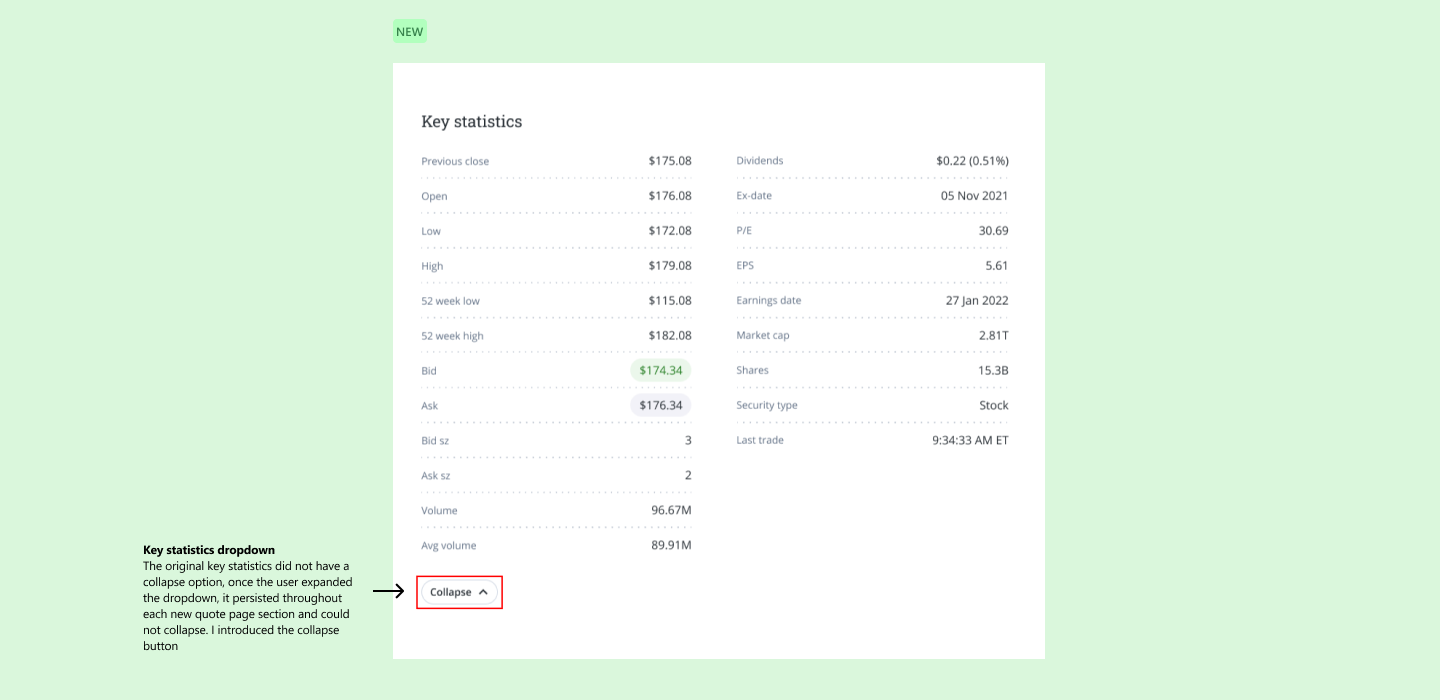 NEW
Key statistics
Previous close $175.08
Open $176.08
Low $172.08
High $179.08
52 week low $115.08
52 week high $182.08
Bid $174.34
Ask $176.34
Bid sz 3
Ask sz 2
Volume 96.67M
Avg volume 89.91M
Dividends $0.22 (0.51%)
Ex-date 05 Nov 2021
P/E 30.69
EPS 5.61
Earnings date 27 Jan 2022
Market cap 2.81T
Shares 15.3B
Security type Stock
Last trade 9:34:33 AM ET
Collapse
Key statistics dropdown
The original key statistics did not have a
collapse option, once the user expanded
the dropdown, it persisted throughout
each new quote page section and could
not collapse. I introduced the collapse
button